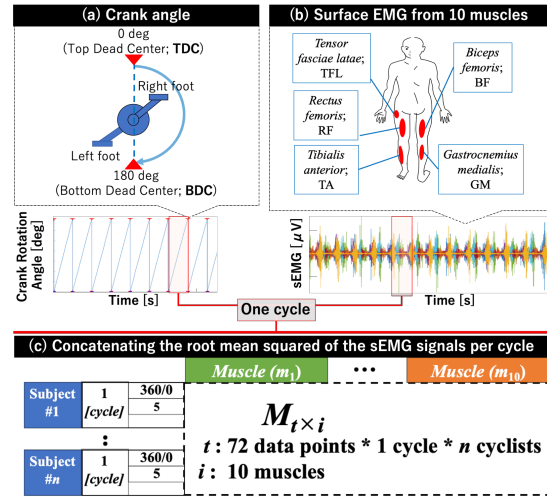 (a) Crank angle
0 deg
(Top Dead Center; TDC)
Right foot
Left foot
180 deg
(Bottom Dead Center; BDC)
Crank Rotation
Angle [deg]
Time [s]
(b) Surface EMG from 10 muscles
Tensor
fasciae latae;
TFL
Biceps
femoris;
BF
Rectus
femoris;
RF
Tibialis
anterior;
TA
Gastrocnemius
medialis;
GM
sEMG [μV]
Time [s]
One cycle
(c) Concatenating the root mean squared of the sEMG signals per cycle
Muscle (m1)
•••
Muscle (m10)
Subject
#1
1
[cycle]
360/0
5
:
Subject
#n
1
[cycle]
360/0
5
M t×i
t : 72 data points * 1 cycle * n cyclists
i : 10 muscles